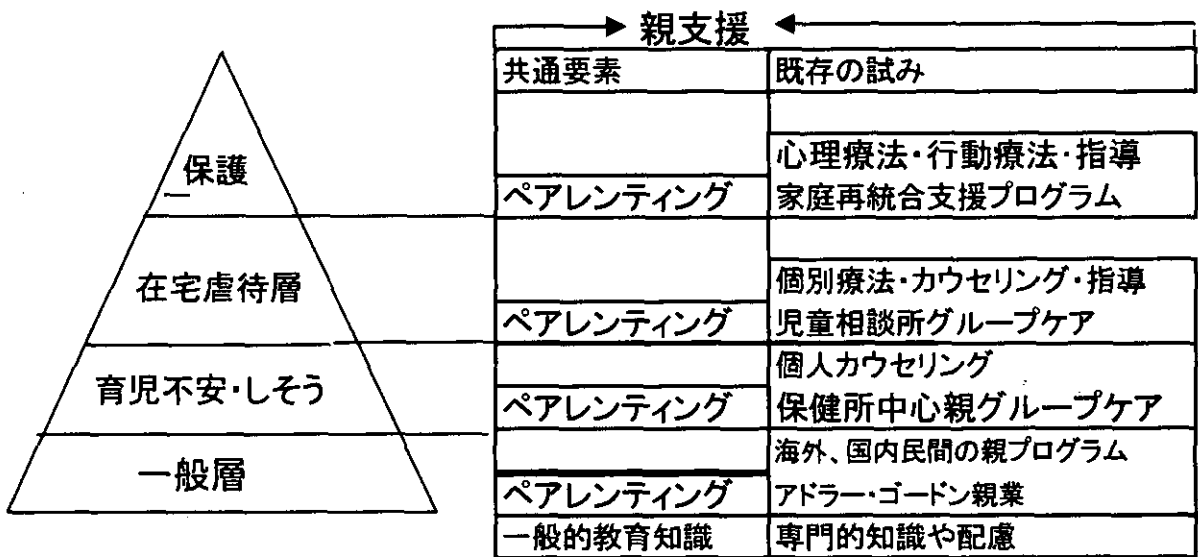 親支援
共通要素 既存の試み
保護
心理療法・行動療法・指導
ペアレンティング 家庭再統合支援プログラム
在宅虐待層
個別療法・カウセリング・指導
ペアレンティング 児童相談所グループケア
育児不安・しそう
個人カウセリング
ペアレンティング 保健所中心親グループケア
一般層
海外、国内民間の親プログラム
ペアレンティング アドラー・ゴードン親業
一般的教育知識 専門的知識や配慮